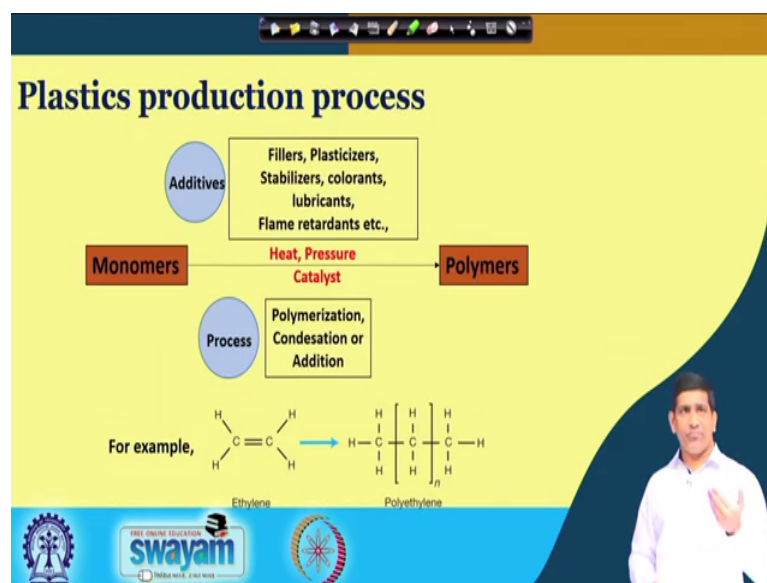 Plastics production process
Additives
Fillers, Plasticizers,
Stabilizers, colorants,
lubricants,
Flame retardants etc.,
Monomers
Heat, Pressure
Catalyst
Polymers
Process
Polymerization,
Condesation or
Addition
For example,
H H
C=C
H H
H H H
H-C-C-C-H
H H H
n
Ethylene
Polyethylene
FREE ONLINE EDUCATION
swayam